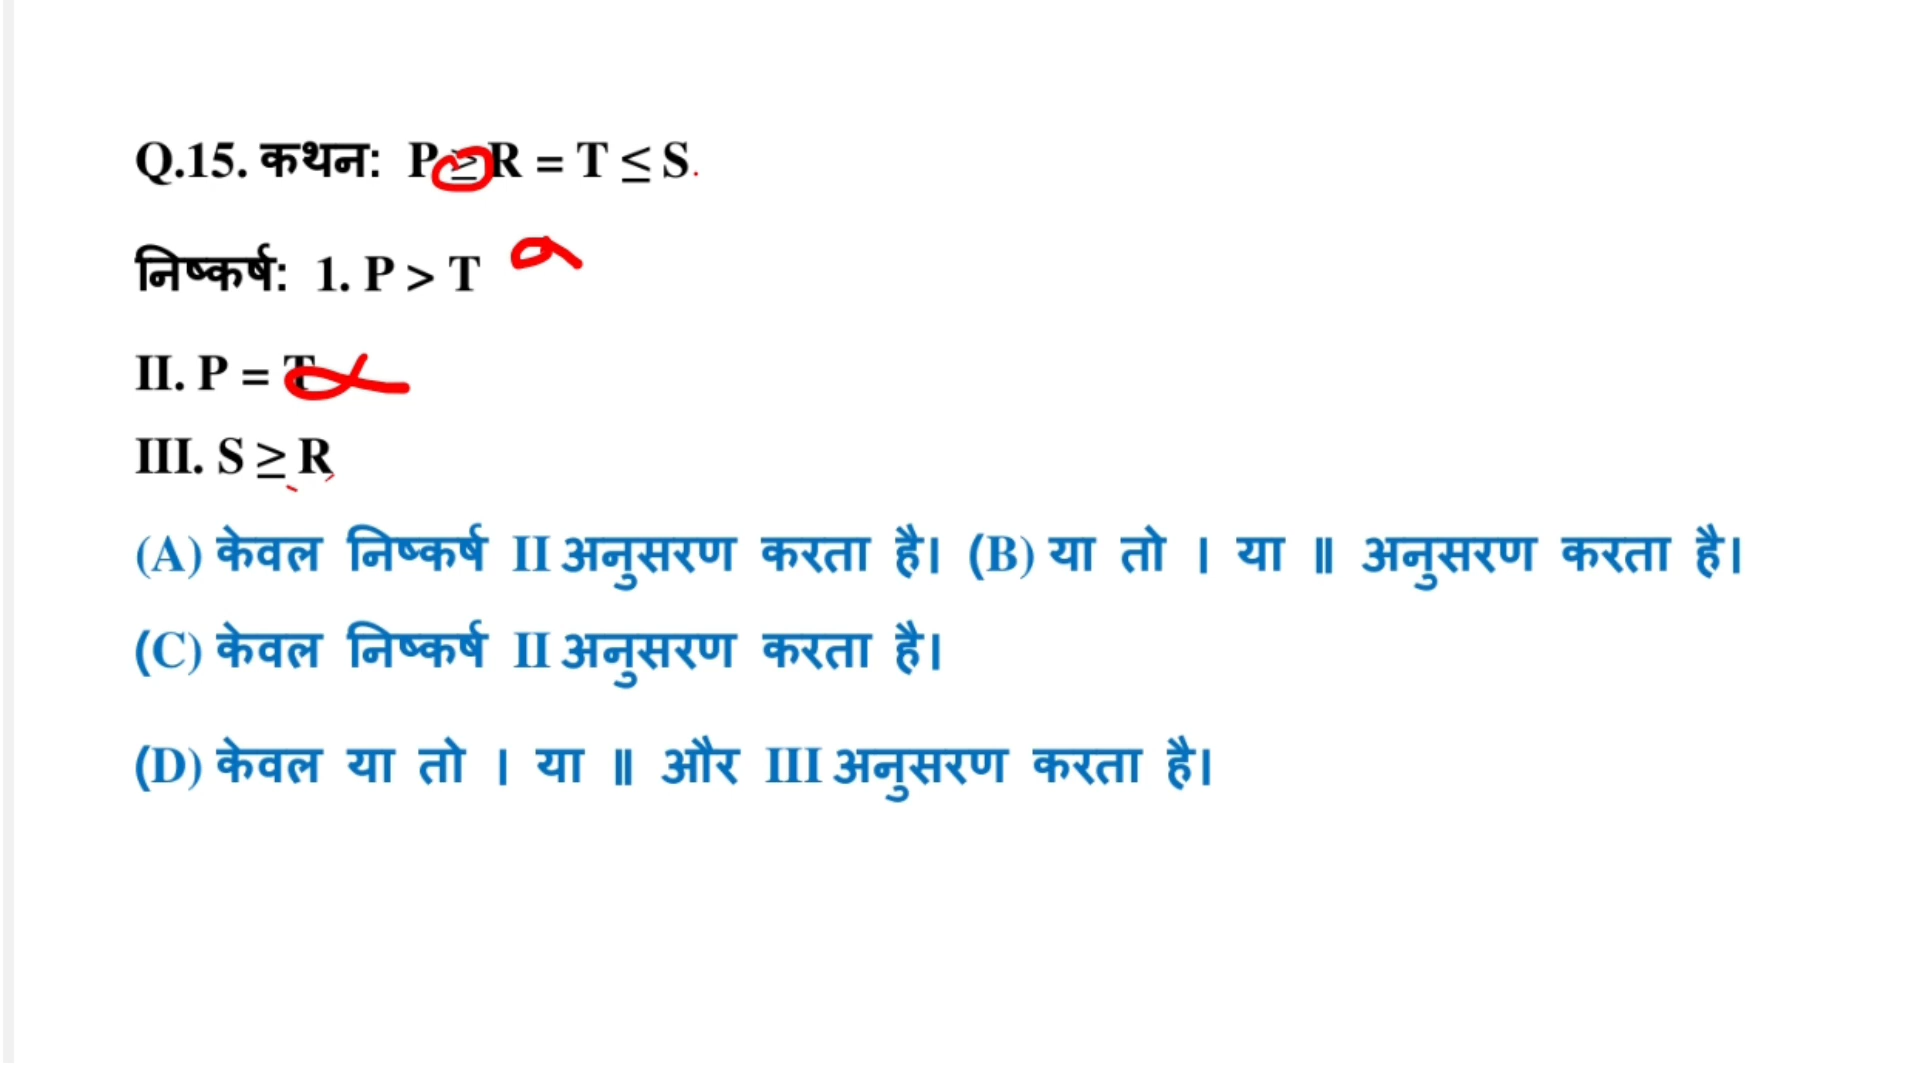 Q.15. कथन: P ≥ R = T ≤ S.
निष्कर्ष: 1. P > T
II. P = T
III. S ≥ R
(A) केवल निष्कर्ष II अनुसरण करता है। (B) या तो । या ॥ अनुसरण करता है।
(C) केवल निष्कर्ष II अनुसरण करता है।
(D) केवल या तो । या ॥ और III अनुसरण करता है।